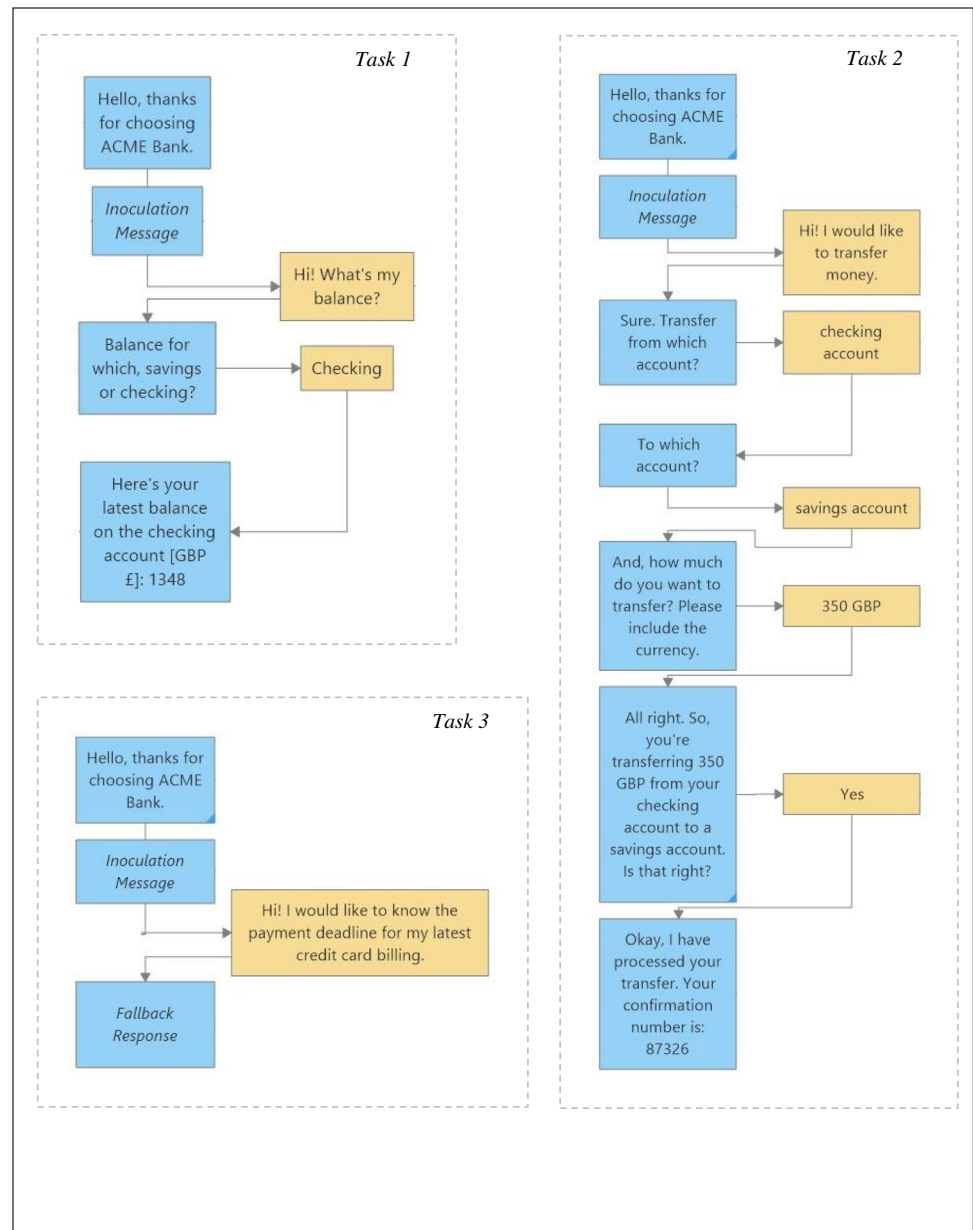 Task 1
Hello, thanks
for choosing
ACME Bank.
Inoculation
Message
Hi! What's my
balance?
Balance for
which, savings
or checking?
Checking
Here's your
latest balance
on the checking
account [GBP
£]: 1348
Task 2
Hello, thanks for
choosing ACME
Bank.
Inoculation
Message
Hi! I would like
to transfer
money.
Sure. Transfer
from which
account?
checking
account
To which
account?
savings account
And, how much
do you want to
transfer? Please
include the
currency.
350 GBP
All right. So,
you're
transferring 350
GBP from your
checking
account to a
savings account.
Is that right?
Yes
Okay, I have
processed your
transfer. Your
confirmation
number is:
87326
Task 3
Hello, thanks for
choosing ACME
Bank.
Inoculation
Message
Hi! I would like to know the
payment deadline for my latest
credit card billing.
Fallback
Response